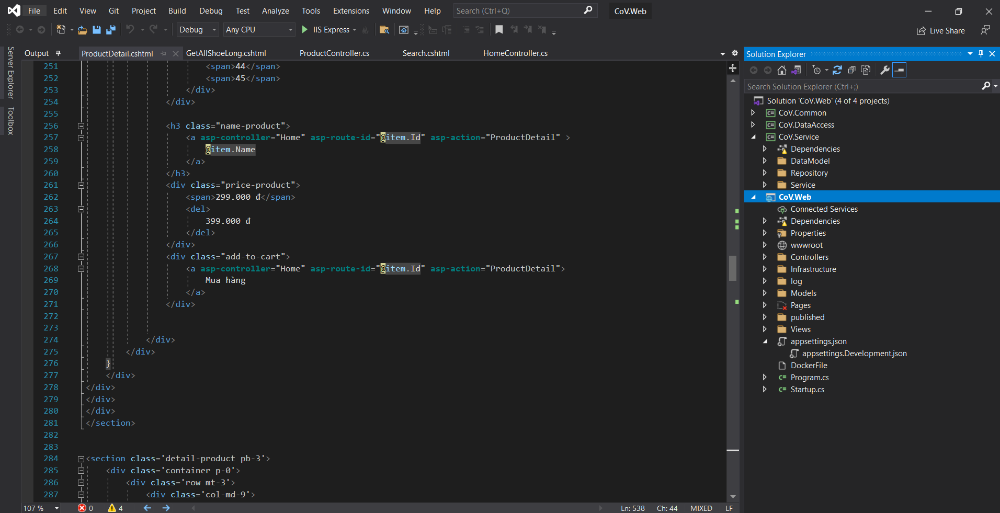 File Edit View Git Project Build Debug Test Analyze Tools Extensions Window Help Search (Ctrl+Q) CoV.Web
Debug Any CPU IIS Express Live Share
Server Explorer
Toolbox
Output ProductDetail.cshtml GetAllShoeLong.cshtml ProductController.cs Search.cshtml HomeController.cs
251 <span>44</span>
252 <span>45</span>
253 </div>
254 </div>
255
256 <h3 class="name-product">
257 <a asp-controller="Home" asp-route-id="@item.Id" asp-action="ProductDetail" >
258 @item.Name
259 </a>
260 </h3>
261 <div class="price-product">
262 <span>299.000 đ</span>
263 <del>
264 399.000 đ
265 </del>
266 </div>
267 <div class="add-to-cart">
268 <a asp-controller="Home" asp-route-id="@item.Id" asp-action="ProductDetail">
269 Mua hàng
270 </a>
271 </div>
272
273
274 </div>
275 </div>
276 }
277 </div>
278 </div>
279 </div>
280 </div>
281 </section>
282
283
284 <section class='detail-product pb-3'>
285 <div class='container p-0'>
286 <div class='row mt-3'>
287 <div class='col-md-9'>
107 % 0 4 Ln: 538 Ch: 44 MIXED LF
Solution Explorer
Search Solution Explorer (Ctrl+;)
Solution 'CoV.Web' (4 of 4 projects)
C# CoV.Common
C# CoV.DataAccess
C# CoV.Service
Dependencies
DataModel
Repository
Service
CoV.Web
Connected Services
Dependencies
Properties
wwwroot
Controllers
Infrastructure
log
Models
Pages
published
Views
appsettings.json
appsettings.Development.json
DockerFile
C# Program.cs
C# Startup.cs